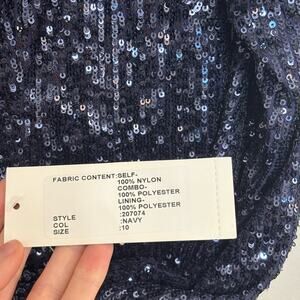 FABRIC CONTENT:SELF-
100% NYLON
COMBO-
100% POLYESTER
LINING-
100% POLYESTER
STYLE :207074
COL :NAVY
SIZE :10